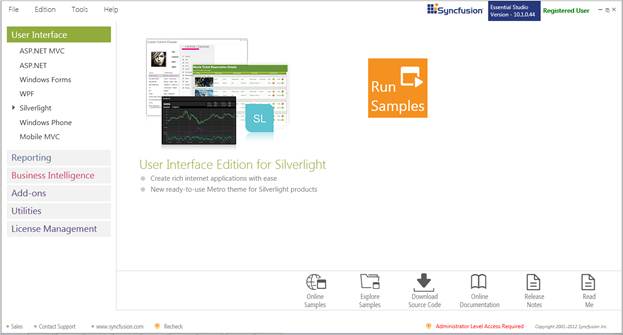 File Edition Tools Help
Syncfusion
Essential Studio
Version - 10.1.0.44
Registered User
User Interface
ASP.NET MVC
ASP.NET
Windows Forms
WPF
Silverlight
Windows Phone
Mobile MVC
Reporting
Business Intelligence
Add-ons
Utilities
License Management
SL
Run
Samples
User Interface Edition for Silverlight
Create rich internet applications with ease
New ready-to-use Metro theme for Silverlight products
Online
Samples
Explore
Samples
Download
Source Code
Online
Documentation
Release
Notes
Read
Me
Sales Contact Support www.syncfusion.com Recheck
Administrator Level Access Required
Copyright 2001-2012 Syncfusion Inc.